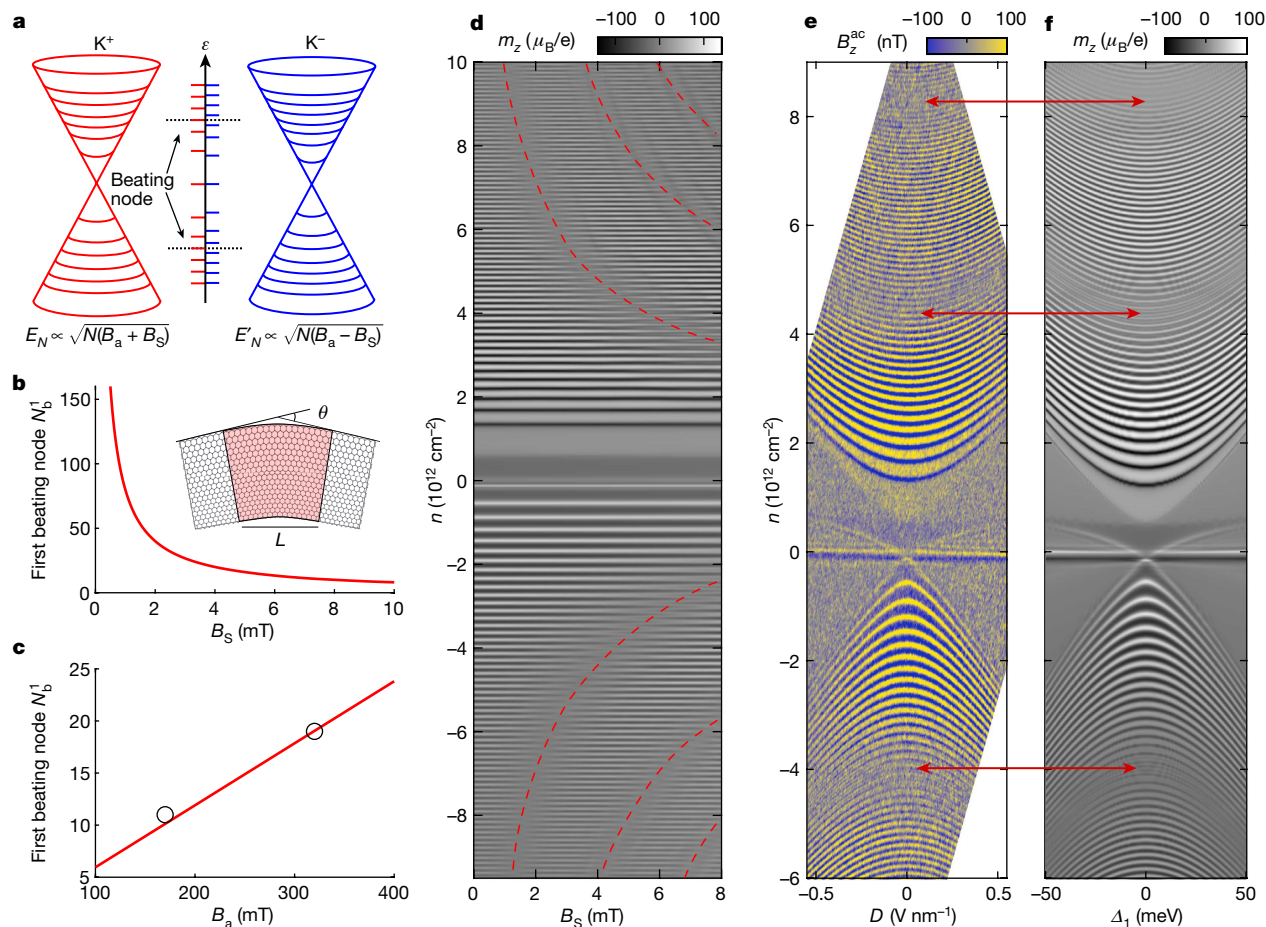 a
K⁺
ε
K⁻
Beating
node
E_N ∝ √N(B_a + B_S)
E′_N ∝ √N(B_a − B_S)
b
First beating node N_b^1
150
100
50
0
0 2 4 6 8 10
B_S (mT)
θ
L
c
First beating node N_b^1
25
20
15
10
5
100 200 300 400
B_a (mT)
d
−100 0 100
m_z (μ_B/e)
n (10¹² cm⁻²)
10
8
6
4
2
0
−2
−4
−6
−8
0 2 4 6 8
B_S (mT)
e
−100 0 100
B_z^ac (nT)
n (10¹² cm⁻²)
8
6
4
2
0
−2
−4
−6
−0.5 0 0.5
D (V nm⁻¹)
f
−100 0 100
m_z (μ_B/e)
−50 0 50
Δ₁ (meV)